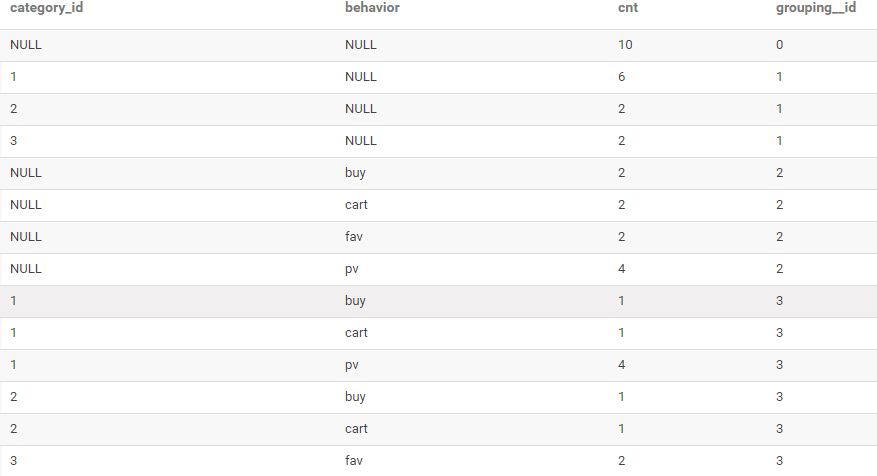 category_id behavior cnt grouping__id
NULL NULL 10 0
1 NULL 6 1
2 NULL 2 1
3 NULL 2 1
NULL buy 2 2
NULL cart 2 2
NULL fav 2 2
NULL pv 4 2
1 buy 1 3
1 cart 1 3
1 pv 4 3
2 buy 1 3
2 cart 1 3
3 fav 2 3